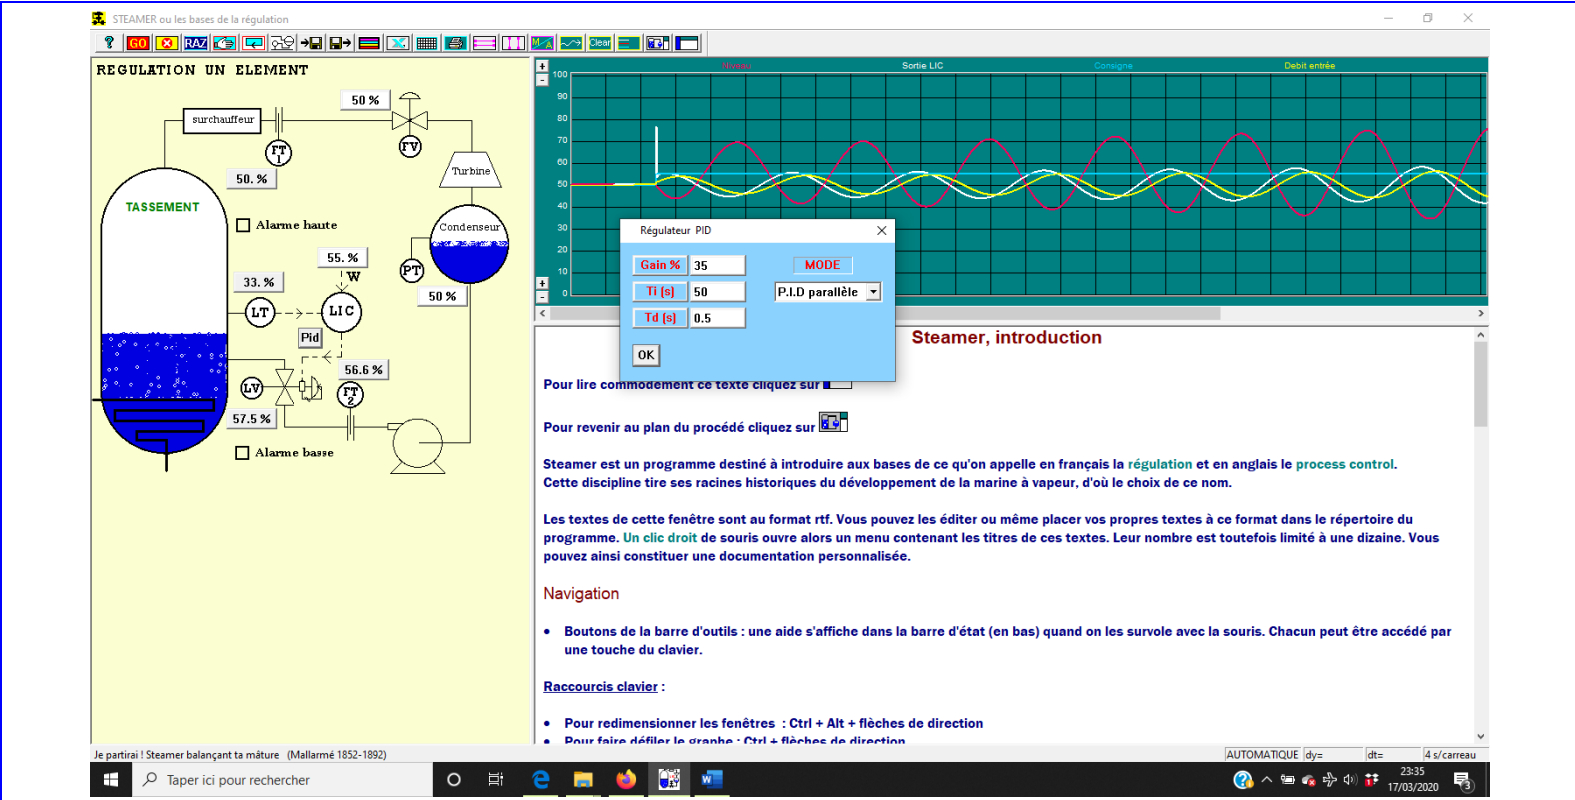 STEAMER ou les bases de la régulation
GO
RAZ
M/A
Clear
REGULATION UN ELEMENT
50 %
surchauffeur
FT 1
FV
50. %
Turbine
TASSEMENT
Alarme haute
Condenseur
55. %
W
PT
33. %
50 %
LT
LIC
Pid
56.6 %
LV
FT 2
57.5 %
Alarme basse
Niveau Sortie LIC Consigne Debit entrée
100
90
80
70
60
50
40
30
20
10
0
Régulateur PID
Gain % 35 MODE
Ti (s) 50 P.I.D parallèle
Td (s) 0.5
OK
Steamer, introduction
Pour lire commodément ce texte cliquez sur
Pour revenir au plan du procédé cliquez sur
Steamer est un programme destiné à introduire aux bases de ce qu'on appelle en français la régulation et en anglais le process control.
Cette discipline tire ses racines historiques du développement de la marine à vapeur, d'où le choix de ce nom.
Les textes de cette fenêtre sont au format rtf. Vous pouvez les éditer ou même placer vos propres textes à ce format dans le répertoire du
programme. Un clic droit de souris ouvre alors un menu contenant les titres de ces textes. Leur nombre est toutefois limité à une dizaine. Vous
pouvez ainsi constituer une documentation personnalisée.
Navigation
• Boutons de la barre d'outils : une aide s'affiche dans la barre d'état (en bas) quand on les survole avec la souris. Chacun peut être accédé par
une touche du clavier.
Raccourcis clavier :
• Pour redimensionner les fenêtres : Ctrl + Alt + flèches de direction
• Pour faire défiler le graphe : Ctrl + flèches de direction
Je partirai ! Steamer balançant ta mâture (Mallarmé 1852-1892)
AUTOMATIQUE dy= dt= 4 s/carreau
Taper ici pour rechercher
23:35
17/03/2020